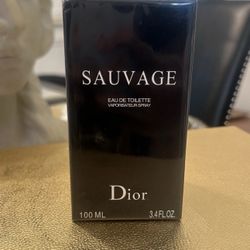 SAUVAGE
EAU DE TOILETTE
VAPORISATEUR-SPRAY
Dior
100 ML 3.4 FL.OZ.